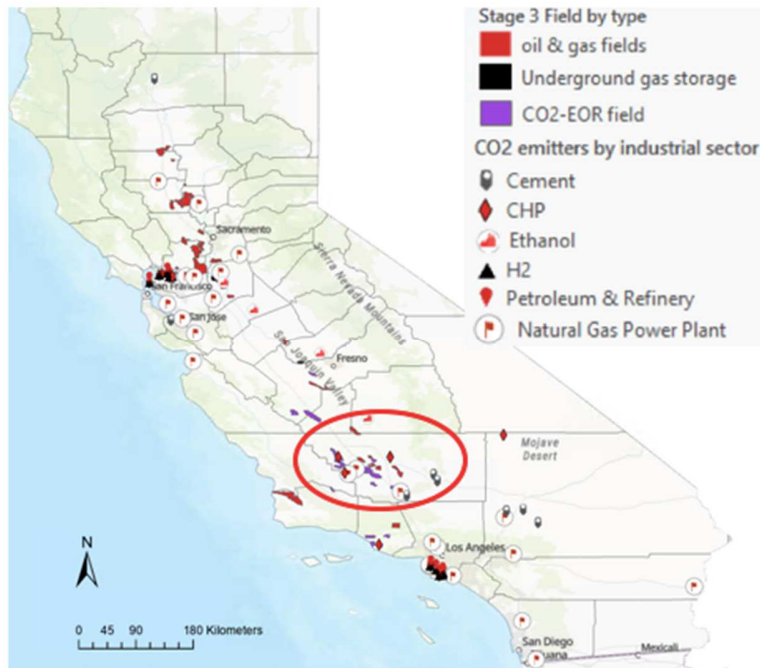 Stage 3 Field by type
oil & gas fields
Underground gas storage
CO2-EOR field
CO2 emitters by industrial sector
Cement
CHP
Ethanol
H2
Petroleum & Refinery
Natural Gas Power Plant
Sacramento
Sierra Nevada Mountains
San Francisco
San Jose
San Joaquin Valley
Fresno
Mojave
Desert
Los Angeles
N
0 45 90 180 Kilometers
San Diego
Mexicali